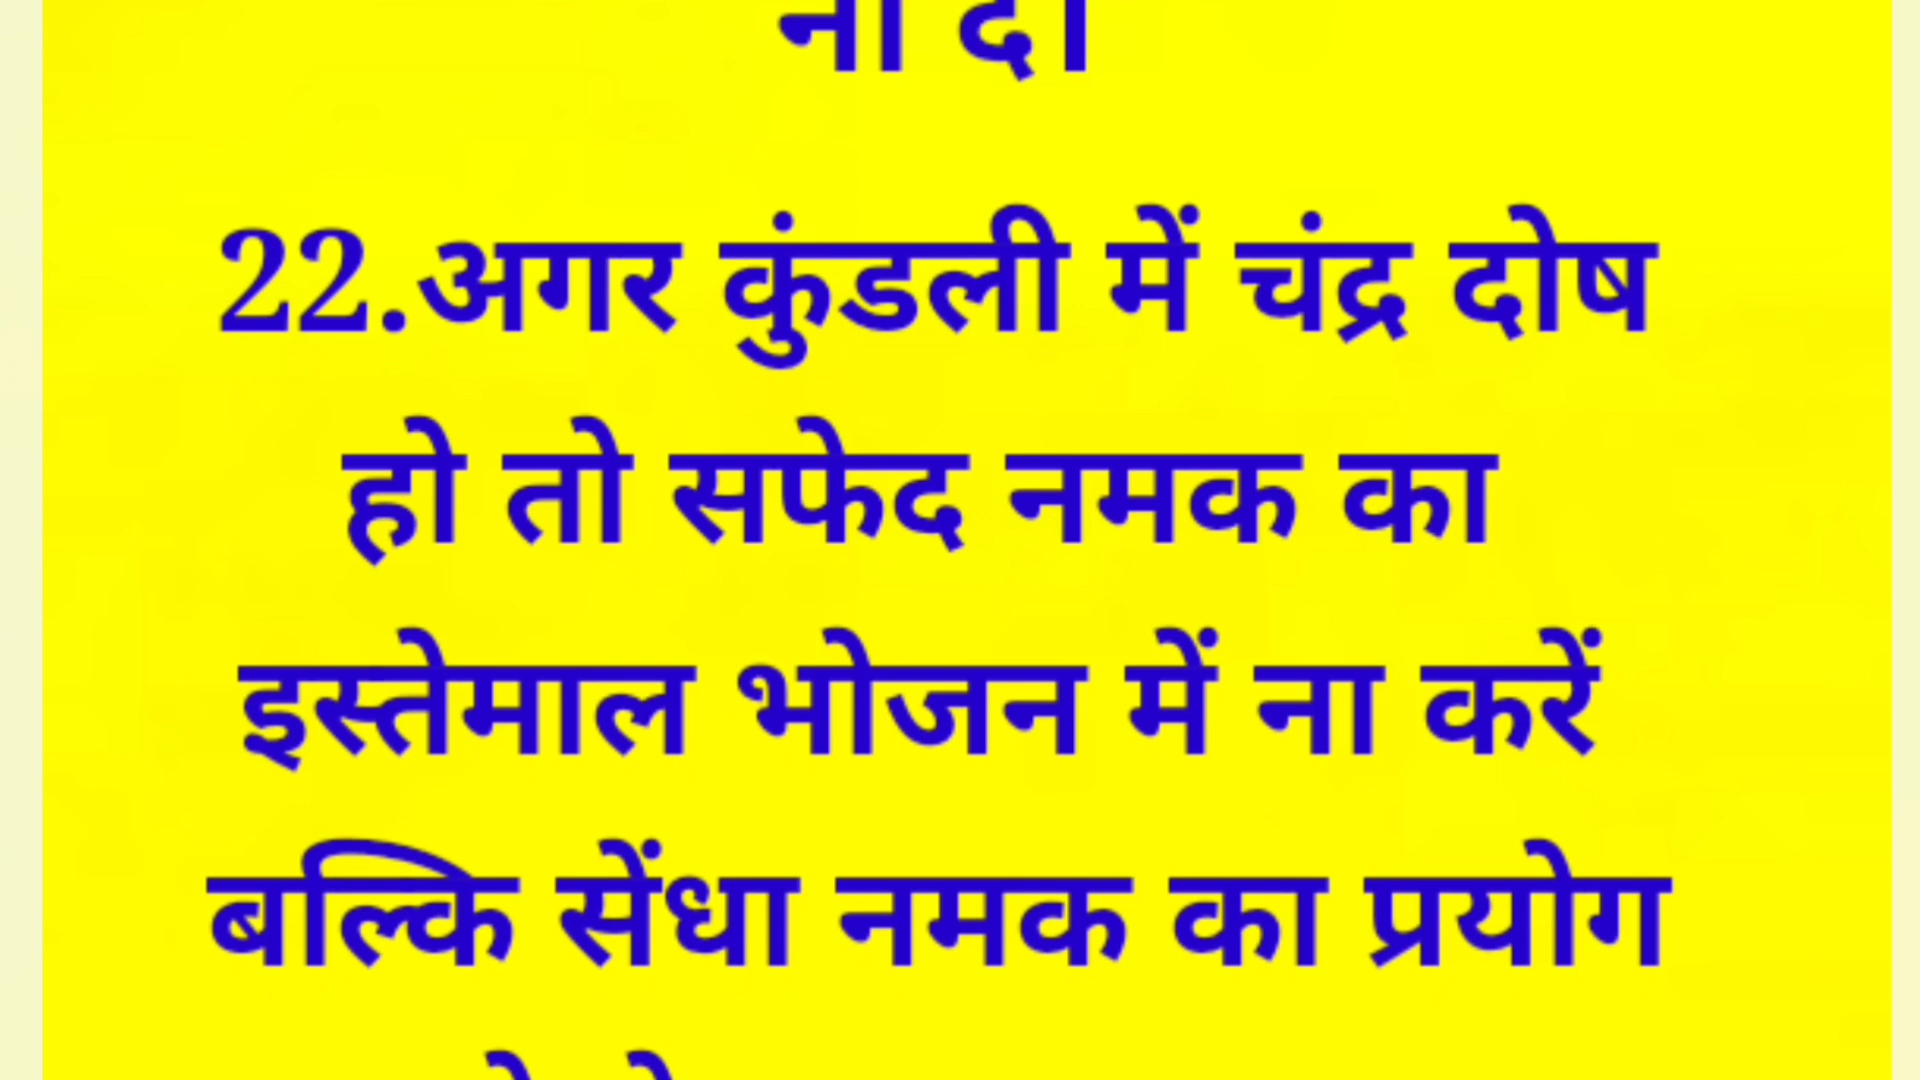 ना दें।
22.अगर कुंडली में चंद्र दोष
हो तो सफेद नमक का
इस्तेमाल भोजन में ना करें
बल्कि सेंधा नमक का प्रयोग